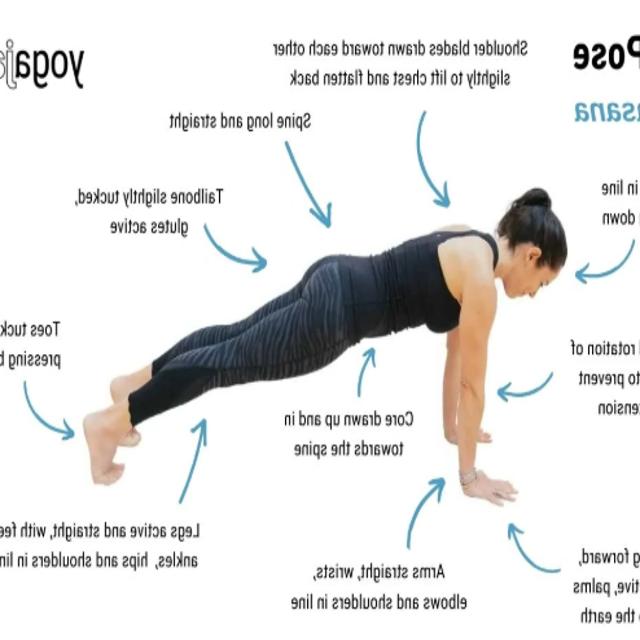 Pose
asana
yogaja
Shoulder blades drawn toward each other
slightly to lift chest and flatten back
Spine long and straight
Tailbone slightly tucked,
glutes active
in line
down
Toes tuck
pressing b
rotation of
to prevent
tension
Core drawn up and in
towards the spine
Legs active and straight, with fee
ankles, hips and shoulders in lin
Arms straight, wrists,
elbows and shoulders in line
g forward,
tive, palms
the earth